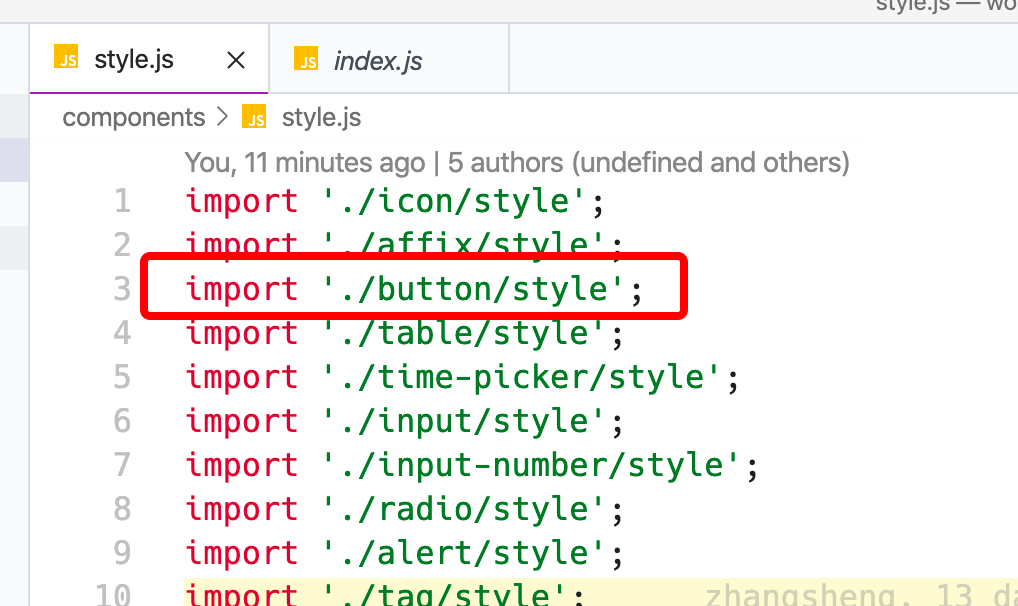 style.js — wo
JS style.js × JS index.js
components > JS style.js
You, 11 minutes ago | 5 authors (undefined and others)
1 import './icon/style';
2 import './affix/style';
3 import './button/style';
4 import './table/style';
5 import './time-picker/style';
6 import './input/style';
7 import './input-number/style';
8 import './radio/style';
9 import './alert/style';
10 import './tag/style'; zhangsheng, 13 da